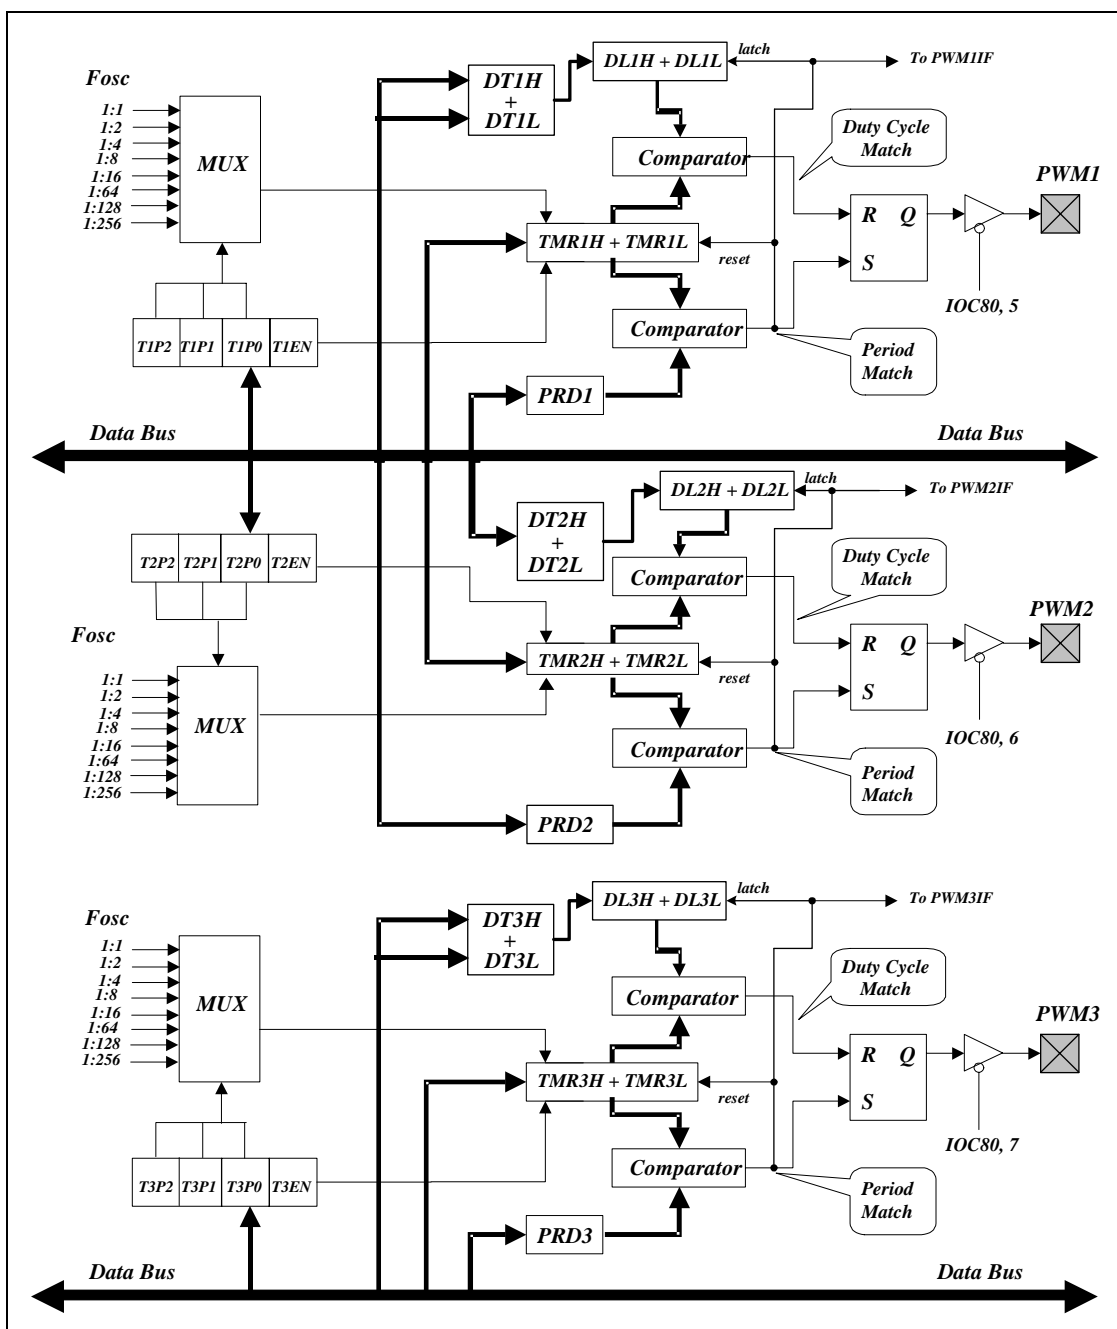 Fosc
1:1
1:2
1:4
1:8
1:16
1:64
1:128
1:256
MUX
T1P2 T1P1 T1P0 T1EN
DT1H
+
DT1L
DL1H + DL1L
latch
To PWM1IF
Comparator
Duty Cycle
Match
TMR1H + TMR1L
reset
R Q
S
PWM1
IOC80, 5
Comparator
Period
Match
PRD1
Data Bus
Data Bus
T2P2 T2P1 T2P0 T2EN
Fosc
1:1
1:2
1:4
1:8
1:16
1:64
1:128
1:256
MUX
DT2H
+
DT2L
DL2H + DL2L
latch
To PWM2IF
Comparator
Duty Cycle
Match
TMR2H + TMR2L
reset
R Q
S
PWM2
IOC80, 6
Comparator
Period
Match
PRD2
Fosc
1:1
1:2
1:4
1:8
1:16
1:64
1:128
1:256
MUX
T3P2 T3P1 T3P0 T3EN
DT3H
+
DT3L
DL3H + DL3L
latch
To PWM3IF
Comparator
Duty Cycle
Match
TMR3H + TMR3L
reset
R Q
S
PWM3
IOC80, 7
Comparator
Period
Match
PRD3
Data Bus
Data Bus